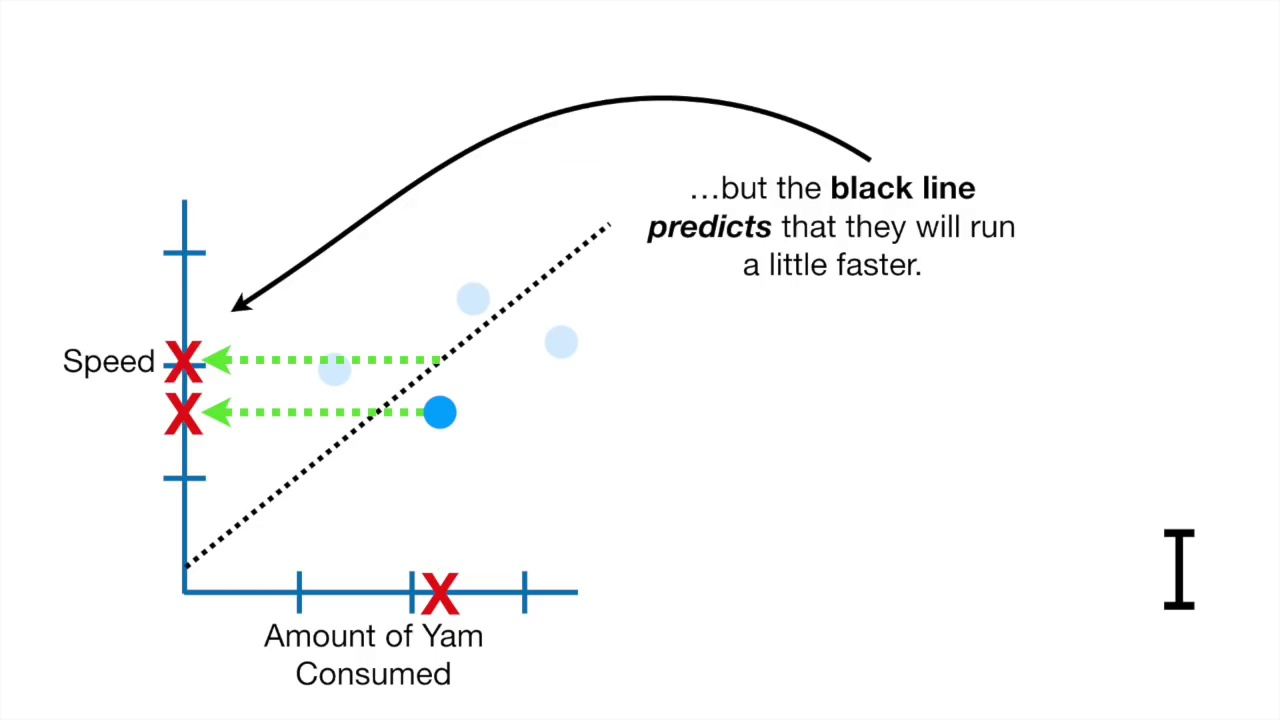 …but the black line
predicts that they will run
a little faster.
Speed
X
X
X
Amount of Yam
Consumed